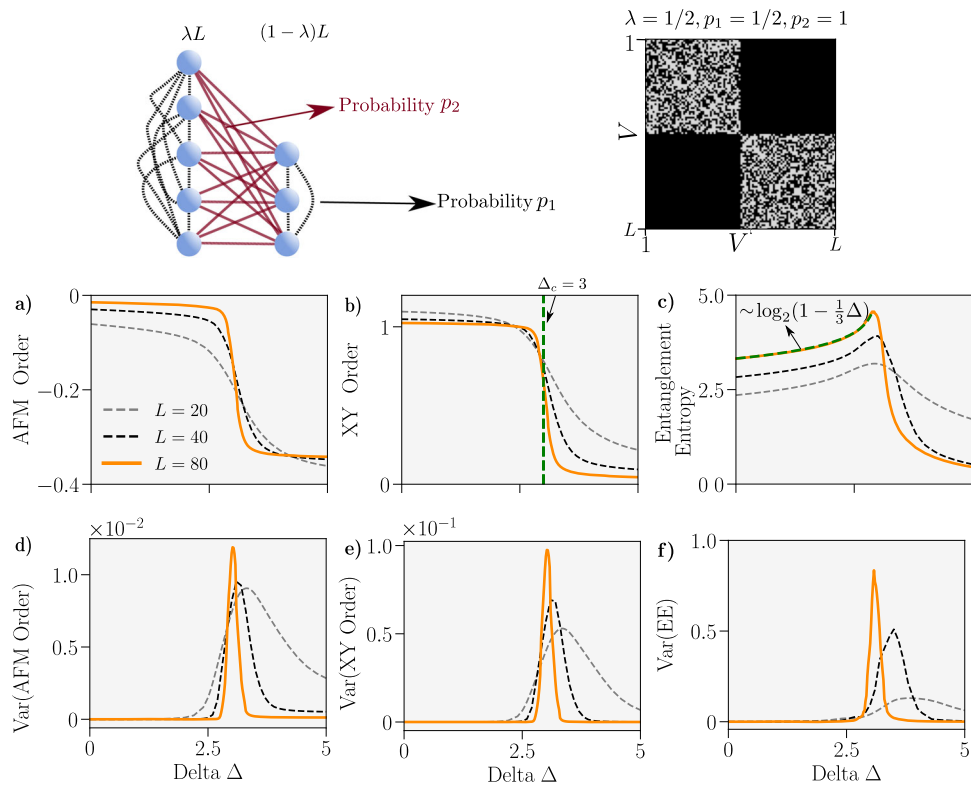 λL
(1 − λ)L
Probability p₂
Probability p₁
λ = 1/2, p₁ = 1/2, p₂ = 1
1
V
L
1
V
L
a)
0
−0.2
−0.4
AFM Order
L = 20
L = 40
L = 80
b)
1
0
XY Order
Δc = 3
c)
5.0
2.5
0 0
Entanglement
Entropy
∼log₂(1 − ⅓Δ)
d)
×10⁻²
1.0
0.5
0
Var(AFM Order)
0
2.5
5
Delta Δ
e)
×10⁻¹
1.0
0.5
0
Var(XY Order)
0
2.5
5
Delta Δ
f)
1.0
0.5
0
Var(EE)
0
2.5
5
Delta Δ